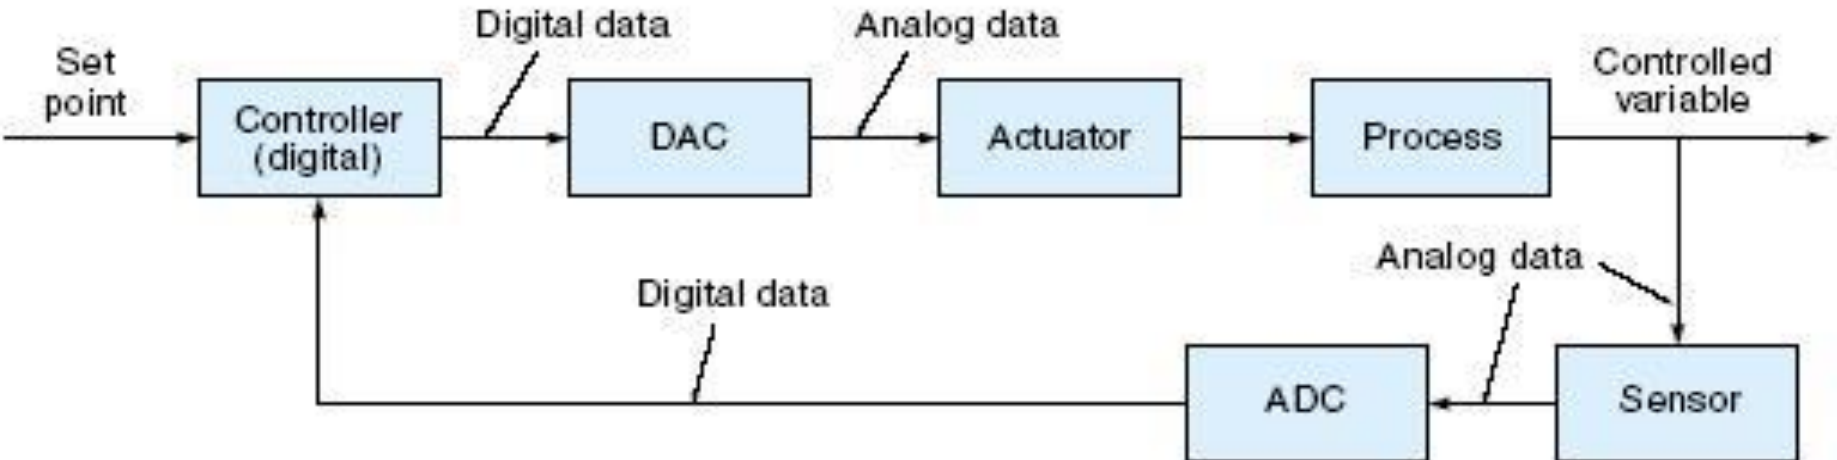 Digital data
Analog data
Set
point
Controlled
variable
Controller
(digital)
DAC
Actuator
Process
Analog data
Digital data
ADC
Sensor